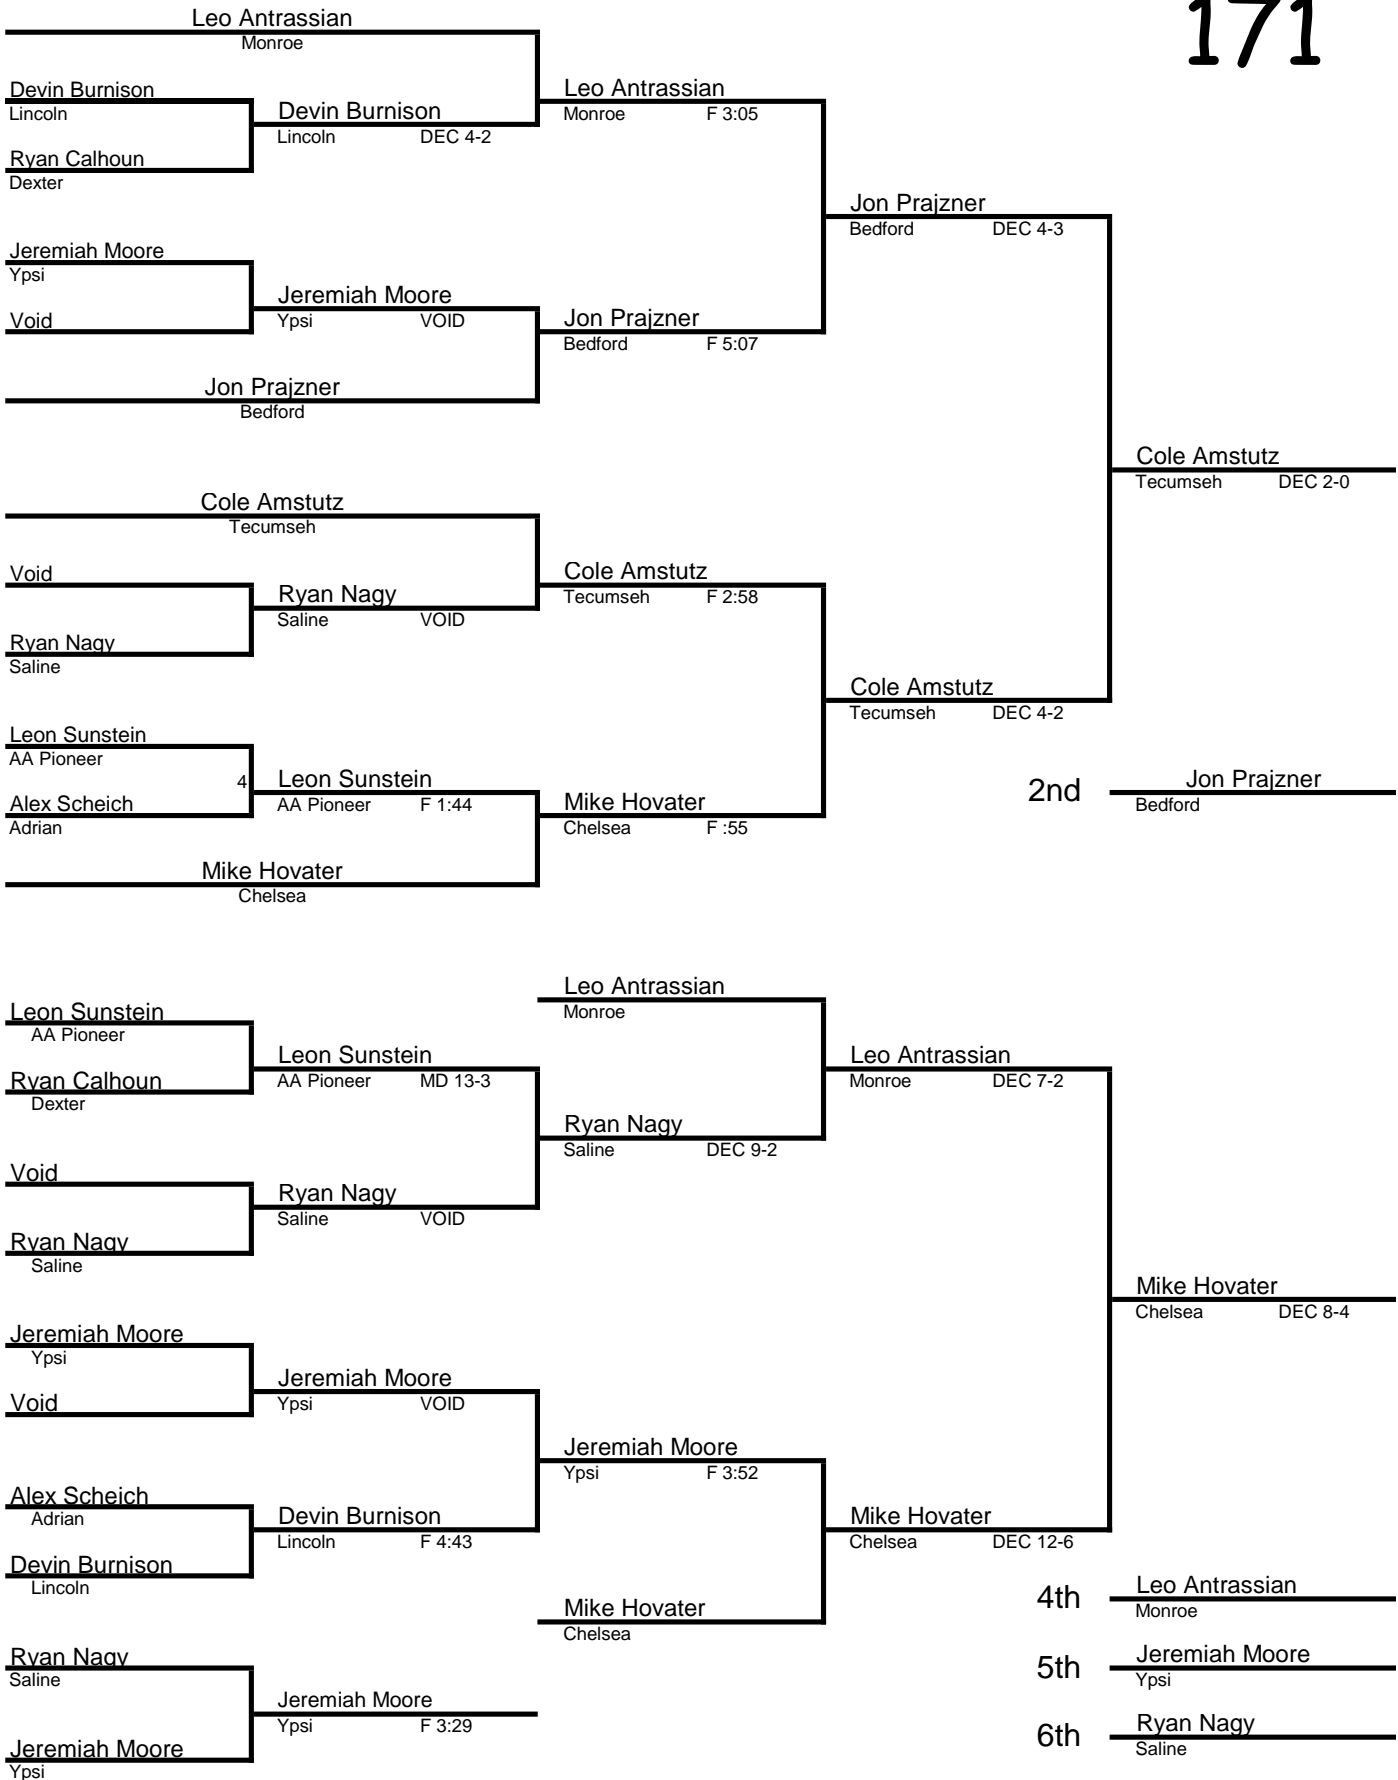 171
Leo Antrassian
Monroe
Devin Burnison
Lincoln
Ryan Calhoun
Dexter
Devin Burnison
Lincoln DEC 4-2
Leo Antrassian
Monroe F 3:05
Jeremiah Moore
Ypsi
Void
Jeremiah Moore
Ypsi VOID
Jon Prajzner
Bedford
Jon Prajzner
Bedford F 5:07
Jon Prajzner
Bedford DEC 4-3
Cole Amstutz
Tecumseh
Void
Ryan Nagy
Saline
Ryan Nagy
Saline VOID
Cole Amstutz
Tecumseh F 2:58
Leon Sunstein
AA Pioneer
4
Alex Scheich
Adrian
Leon Sunstein
AA Pioneer F 1:44
Mike Hovater
Chelsea
Mike Hovater
Chelsea F :55
Cole Amstutz
Tecumseh DEC 4-2
Cole Amstutz
Tecumseh DEC 2-0
2nd Jon Prajzner
Bedford
Leon Sunstein
AA Pioneer
Ryan Calhoun
Dexter
Leon Sunstein
AA Pioneer MD 13-3
Void
Ryan Nagy
Saline
Ryan Nagy
Saline VOID
Leo Antrassian
Monroe
Ryan Nagy
Saline DEC 9-2
Leo Antrassian
Monroe DEC 7-2
Jeremiah Moore
Ypsi
Void
Jeremiah Moore
Ypsi VOID
Alex Scheich
Adrian
Devin Burnison
Lincoln
Devin Burnison
Lincoln F 4:43
Jeremiah Moore
Ypsi F 3:52
Mike Hovater
Chelsea
Mike Hovater
Chelsea DEC 12-6
Mike Hovater
Chelsea DEC 8-4
Ryan Nagy
Saline
Jeremiah Moore
Ypsi
Jeremiah Moore
Ypsi F 3:29
4th Leo Antrassian
Monroe
5th Jeremiah Moore
Ypsi
6th Ryan Nagy
Saline